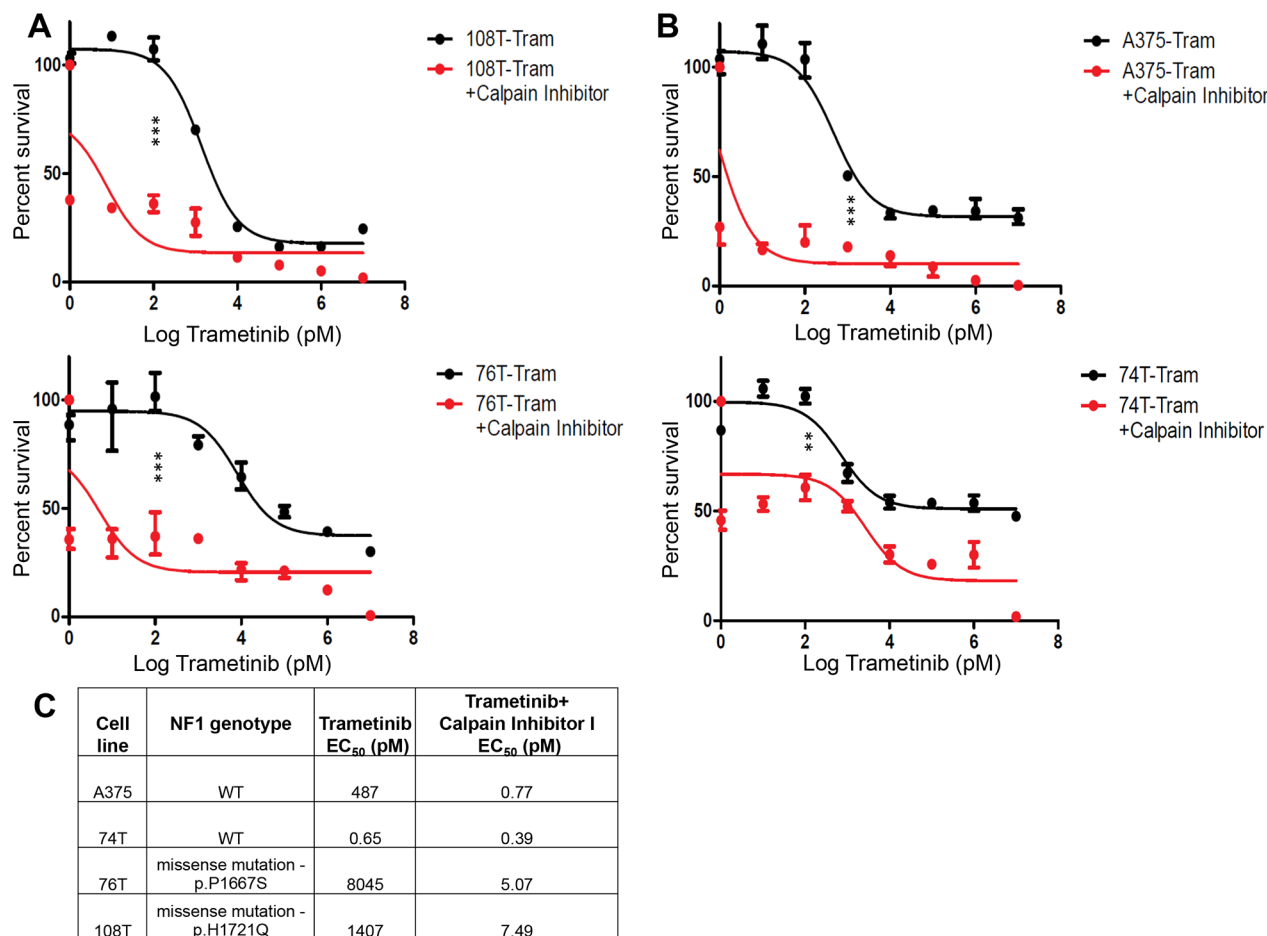 A
108T-Tram
108T-Tram
+Calpain Inhibitor
***
100
50
0
Percent survival
0 2 4 6 8
Log Trametinib (pM)
B
A375-Tram
A375-Tram
+Calpain Inhibitor
***
100
50
0
Percent survival
0 2 4 6 8
Log Trametinib (pM)
76T-Tram
76T-Tram
+Calpain Inhibitor
***
100
50
0
Percent survival
0 2 4 6 8
Log Trametinib (pM)
74T-Tram
74T-Tram
+Calpain Inhibitor
**
100
50
0
Percent survival
0 2 4 6 8
Log Trametinib (pM)
C
Cell line NF1 genotype Trametinib EC50 (pM) Trametinib+ Calpain Inhibitor I EC50 (pM)
A375 WT 487 0.77
74T WT 0.65 0.39
76T missense mutation - p.P1667S 8045 5.07
108T missense mutation - p.H1721Q 1407 7.49